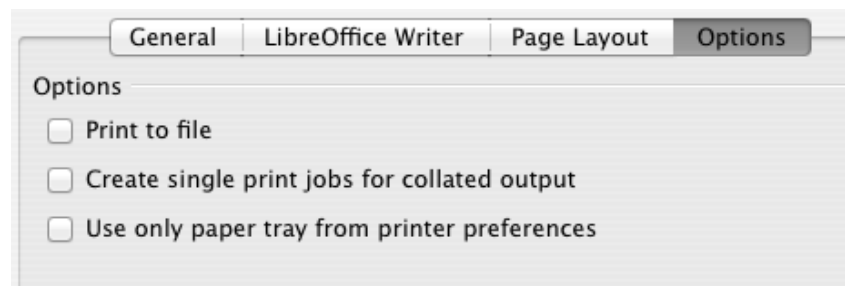 General LibreOffice Writer Page Layout Options
Options
Print to file
Create single print jobs for collated output
Use only paper tray from printer preferences